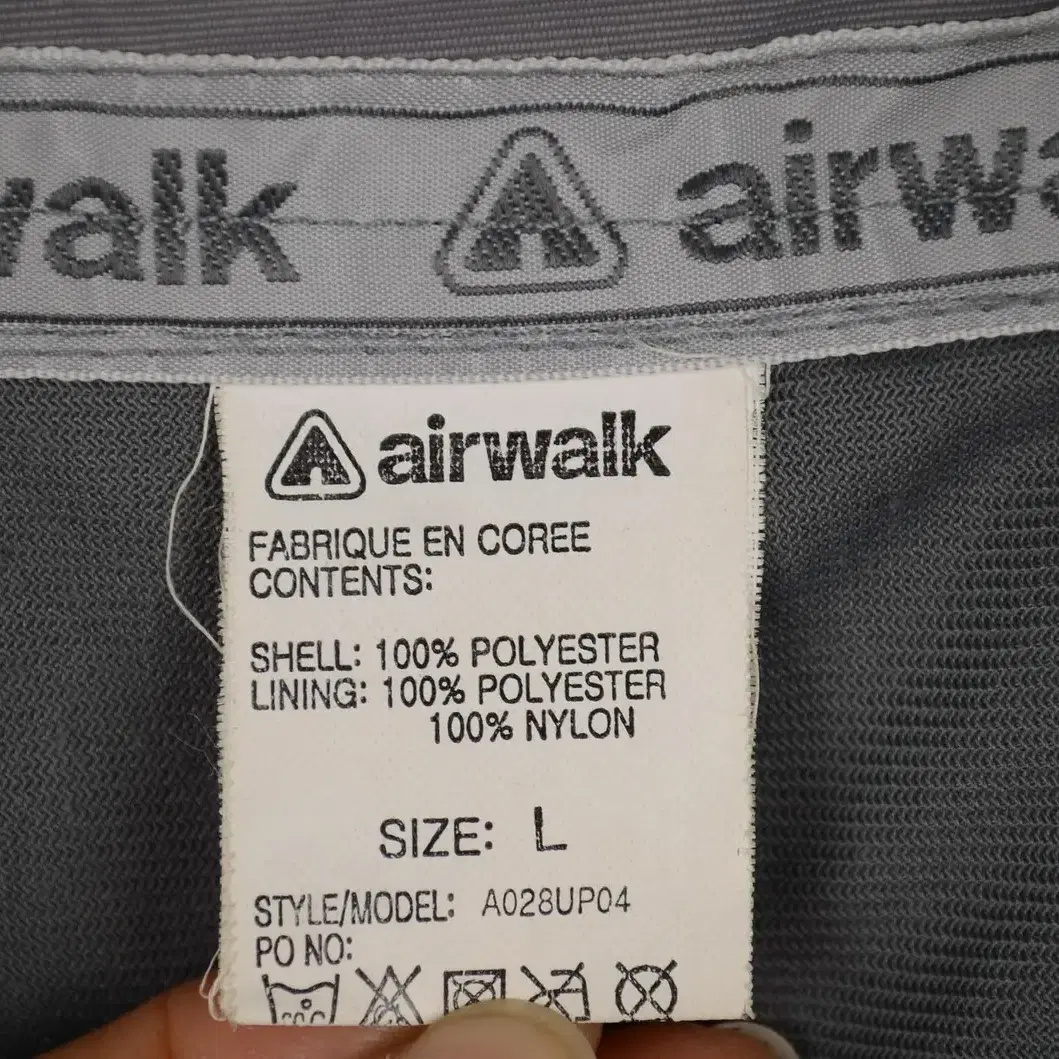 walk airwa
airwalk
FABRIQUE EN COREE
CONTENTS:
SHELL: 100% POLYESTER
LINING: 100% POLYESTER
100% NYLON
SIZE: L
STYLE/MODEL: A028UP04
PO NO: